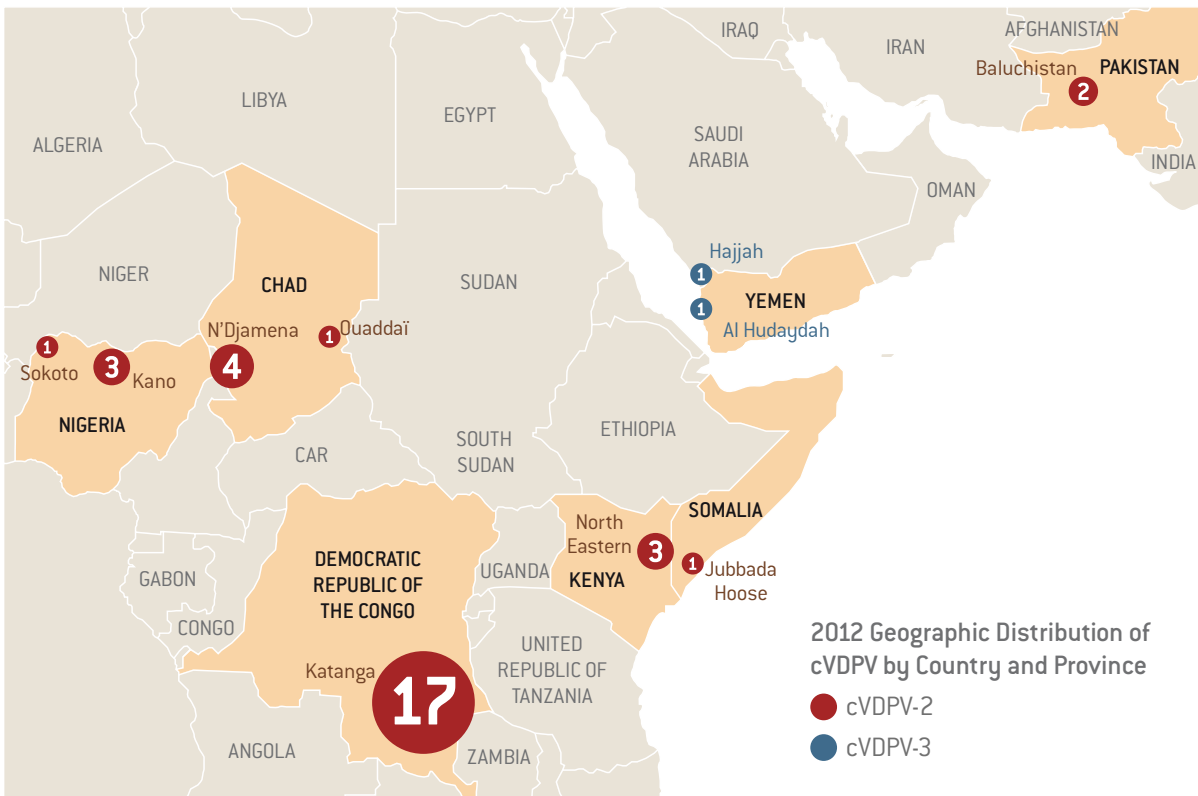 IRAQ
IRAN
AFGHANISTAN
Baluchistan
PAKISTAN
2
LIBYA
EGYPT
ALGERIA
SAUDI
ARABIA
INDIA
OMAN
Hajjah
1
NIGER
CHAD
SUDAN
YEMEN
1
Al Hudaydah
N'Djamena
Ouaddaï
1
1
Sokoto
3
Kano
4
NIGERIA
ETHIOPIA
CAR
SOUTH
SUDAN
SOMALIA
North
Eastern
3
1
Jubbada
Hoose
KENYA
DEMOCRATIC
REPUBLIC OF
THE CONGO
UGANDA
GABON
CONGO
UNITED
REPUBLIC OF
TANZANIA
Katanga
17
ANGOLA
ZAMBIA
2012 Geographic Distribution of
cVDPV by Country and Province
cVDPV-2
cVDPV-3